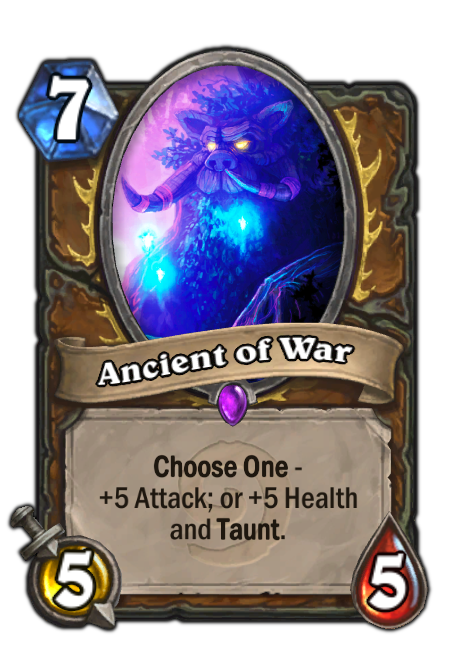 7
Ancient of War
Choose One -
+5 Attack; or +5 Health
and Taunt.
5
5